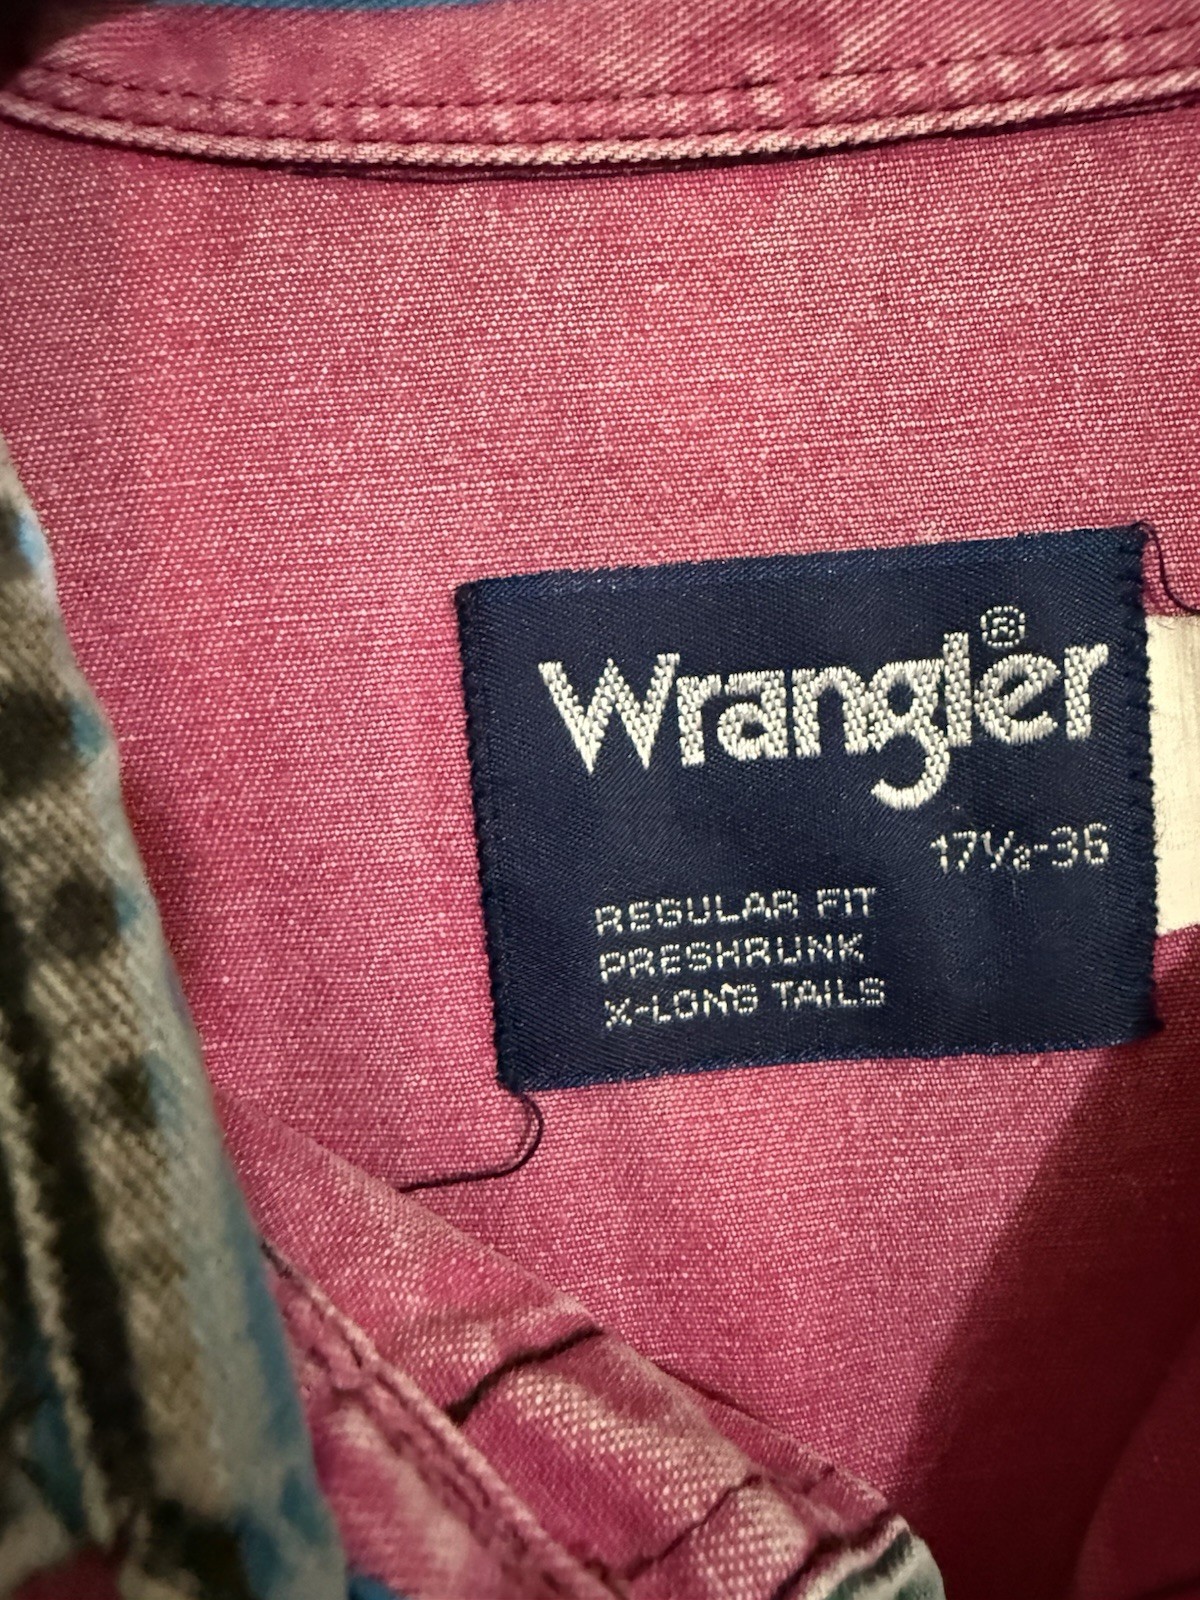 Wrangler®
17½-36
REGULAR FIT
PRESHRUNK
X-LONG TAILS